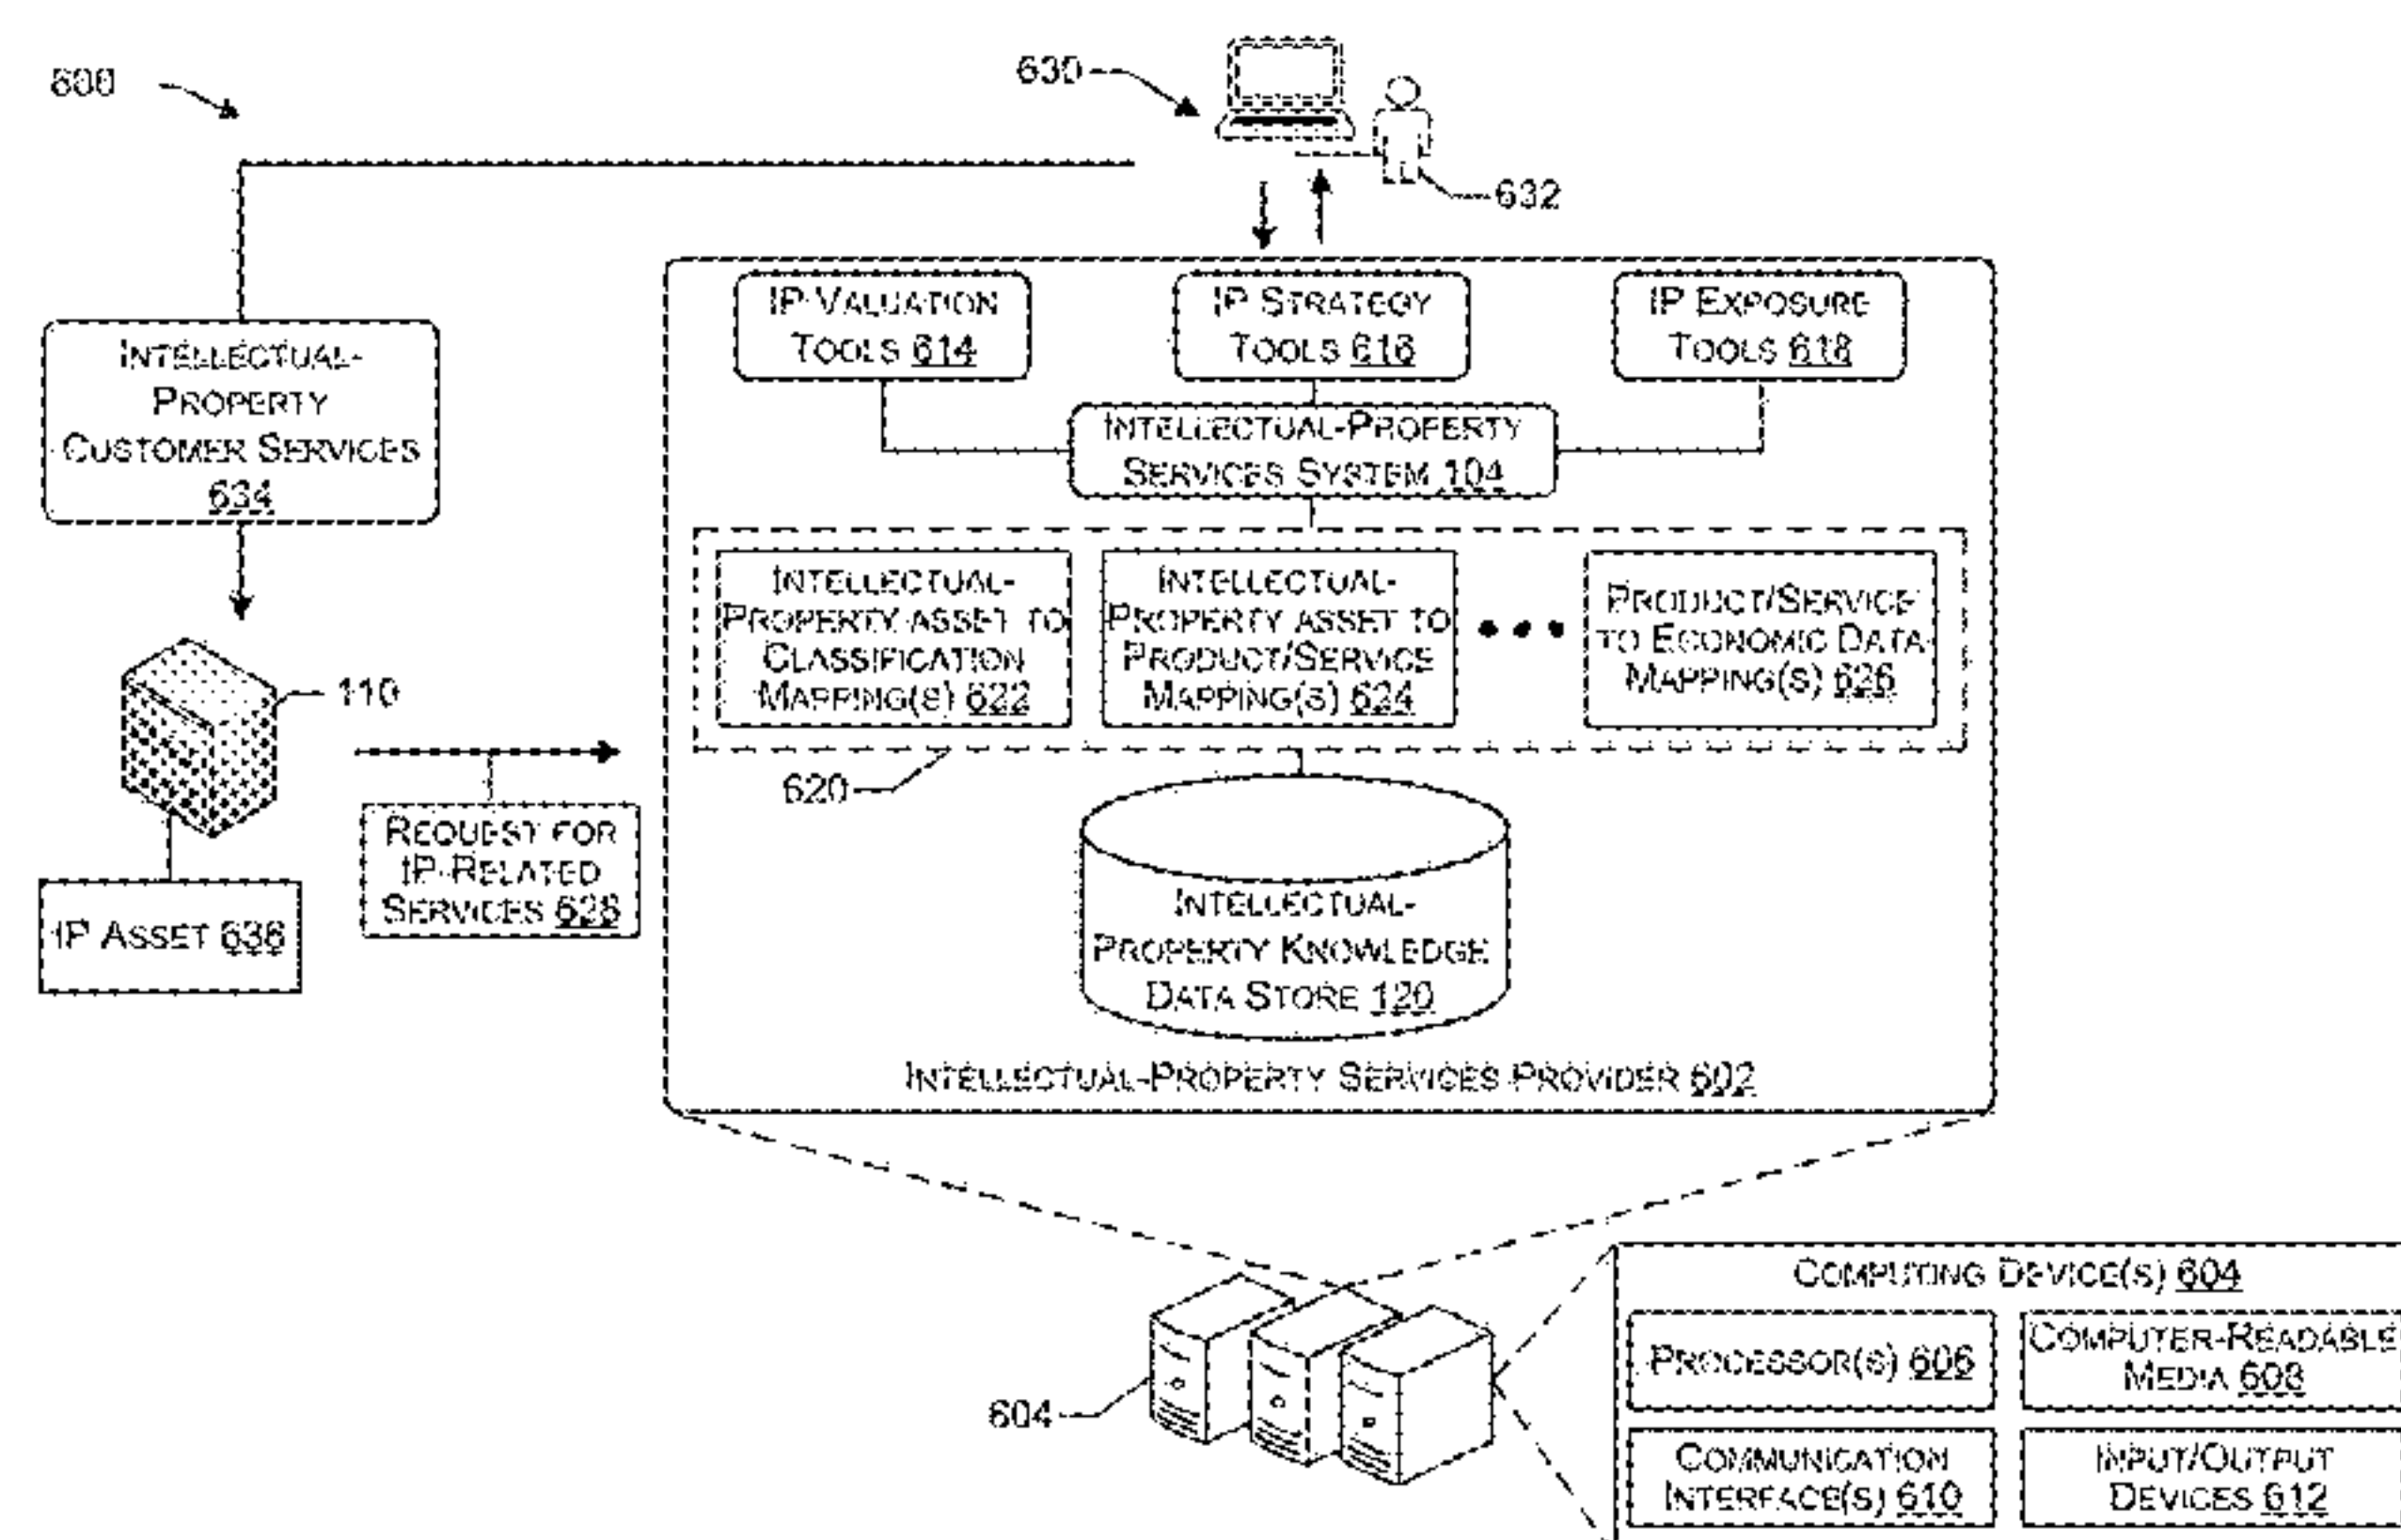 600
630
632
INTELLECTUAL-
PROPERTY
CUSTOMER SERVICES
634
110
IP ASSET 636
REQUEST FOR
IP-RELATED
SERVICES 628
IP VALUATION
TOOLS 614
IP STRATEGY
TOOLS 616
IP EXPOSURE
TOOLS 618
INTELLECTUAL-PROPERTY
SERVICES SYSTEM 104
INTELLECTUAL-
PROPERTY ASSET TO
CLASSIFICATION
MAPPING(S) 622
INTELLECTUAL-
PROPERTY ASSET TO
PRODUCT/SERVICE
MAPPING(S) 624
PRODUCT/SERVICE
TO ECONOMIC DATA
MAPPING(S) 626
620
INTELLECTUAL-
PROPERTY KNOWLEDGE
DATA STORE 120
INTELLECTUAL-PROPERTY SERVICES PROVIDER 602
604
COMPUTING DEVICE(S) 604
PROCESSOR(S) 606
COMPUTER-READABLE
MEDIA 608
COMMUNICATION
INTERFACE(S) 610
INPUT/OUTPUT
DEVICES 612